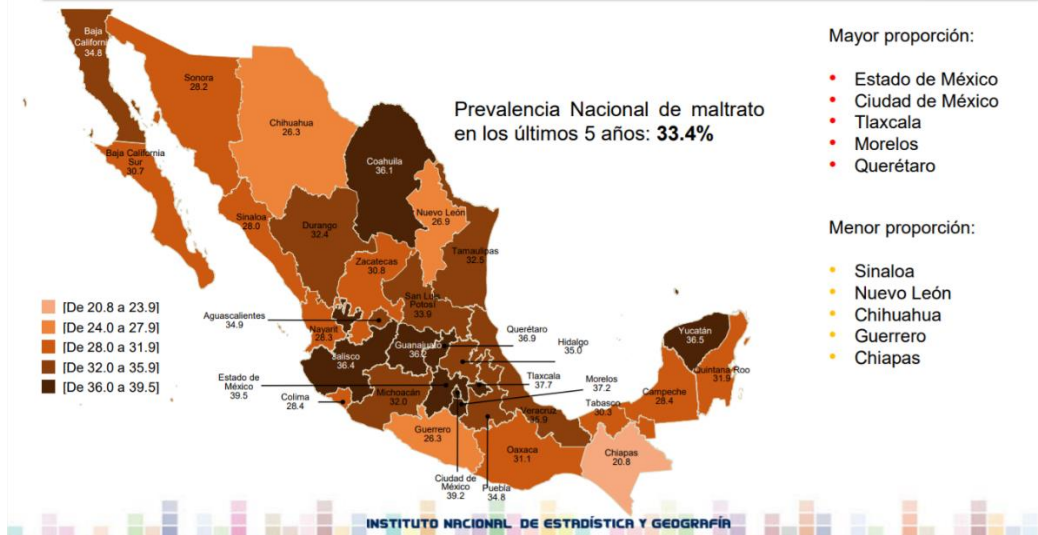 Baja
California
34.8
Sonora
28.2
Chihuahua
26.3
Coahuila
36.1
Baja California
Sur
30.7
Sinaloa
28.0
Durango
32.4
Nuevo León
26.9
Tamaulipas
32.5
Zacatecas
30.8
San Luis
Potosí
33.9
Aguascalientes
34.9
Nayarit
28.3
Jalisco
36.4
Guanajuato
36.2
Querétaro
36.9
Hidalgo
35.0
Estado de
México
39.5
Colima
28.4
Michoacán
32.0
Tlaxcala
37.7
Morelos
37.2
Veracruz
35.9
Guerrero
26.3
Ciudad de
México
39.2
Puebla
34.8
Oaxaca
31.1
Tabasco
30.3
Chiapas
20.8
Campeche
28.4
Yucatán
36.5
Quintana Roo
31.9
Prevalencia Nacional de maltrato
en los últimos 5 años: 33.4%
[De 20.8 a 23.9]
[De 24.0 a 27.9]
[De 28.0 a 31.9]
[De 32.0 a 35.9]
[De 36.0 a 39.5]
Mayor proporción:
• Estado de México
• Ciudad de México
• Tlaxcala
• Morelos
• Querétaro
Menor proporción:
• Sinaloa
• Nuevo León
• Chihuahua
• Guerrero
• Chiapas
INSTITUTO NACIONAL DE ESTADÍSTICA Y GEOGRAFÍA